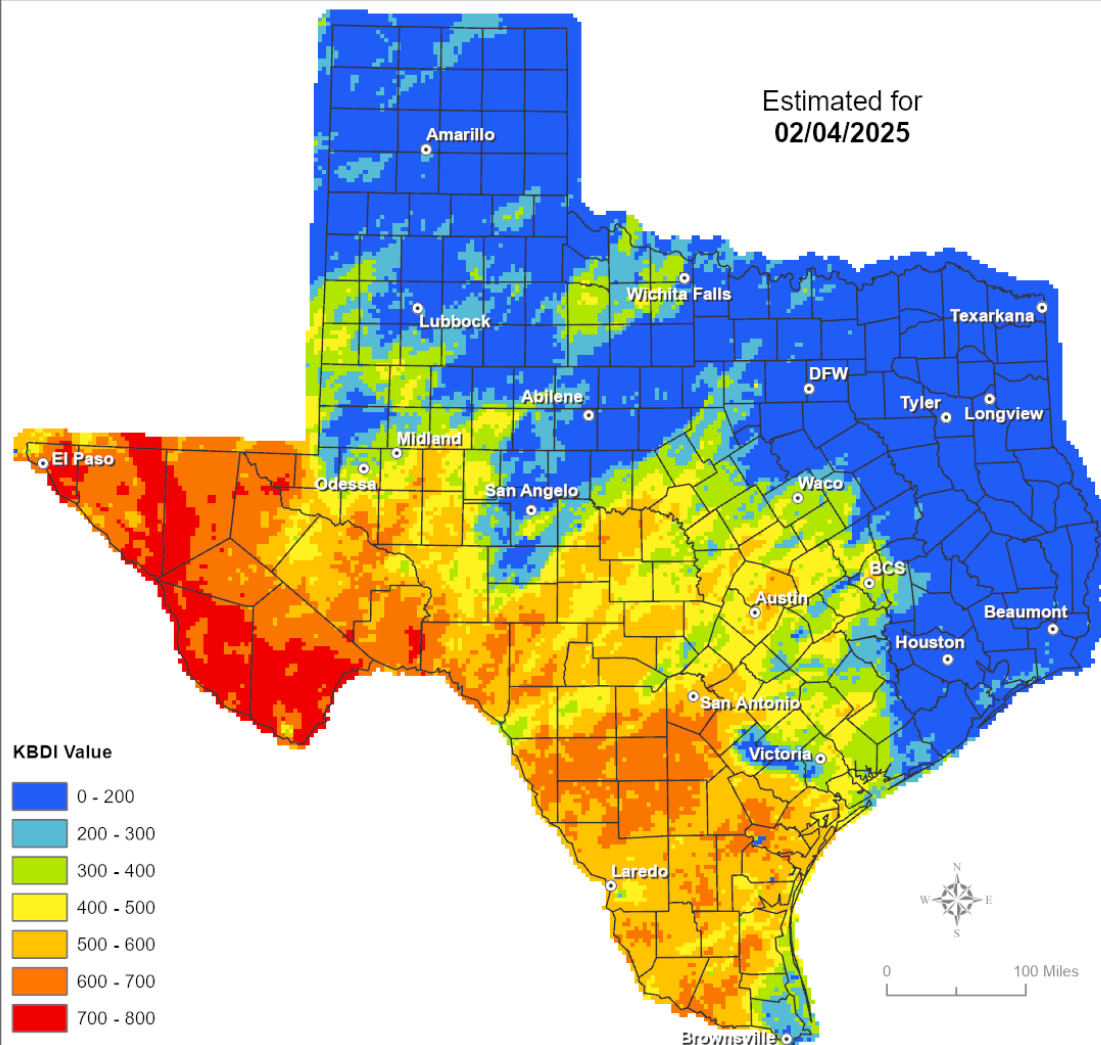 Estimated for
02/04/2025
Amarillo
Wichita Falls
Lubbock
Texarkana
DFW
Abilene
Tyler
Longview
Midland
El Paso
Odessa
San Angelo
Waco
BCS
Austin
Beaumont
Houston
San Antonio
Victoria
Laredo
Brownsville
KBDI Value
0 - 200
200 - 300
300 - 400
400 - 500
500 - 600
600 - 700
700 - 800
N
W E
S
0 100 Miles